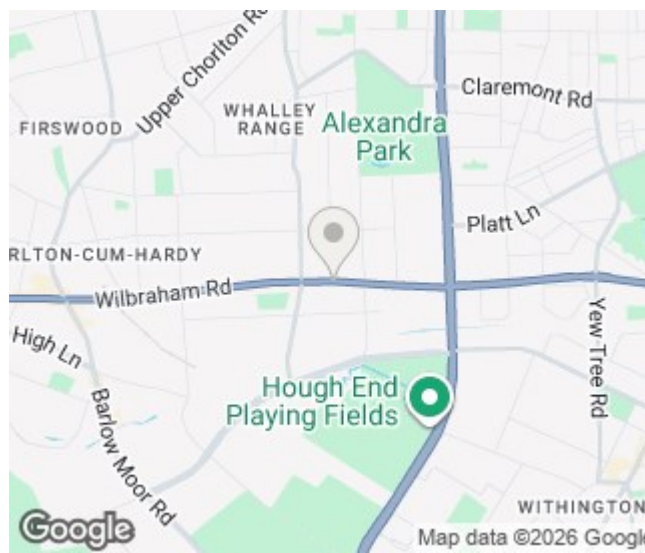 Upper Chorlton Rd
Claremont Rd
FIRSWOOD
WHALLEY
RANGE
Alexandra
Park
Platt Ln
RLTON-CUM-HARDY
Wilbraham Rd
Yew Tree Rd
High Ln
Barlow Moor Rd
Hough End
Playing Fields
WITHINGTON
Google
Map data ©2026 Google